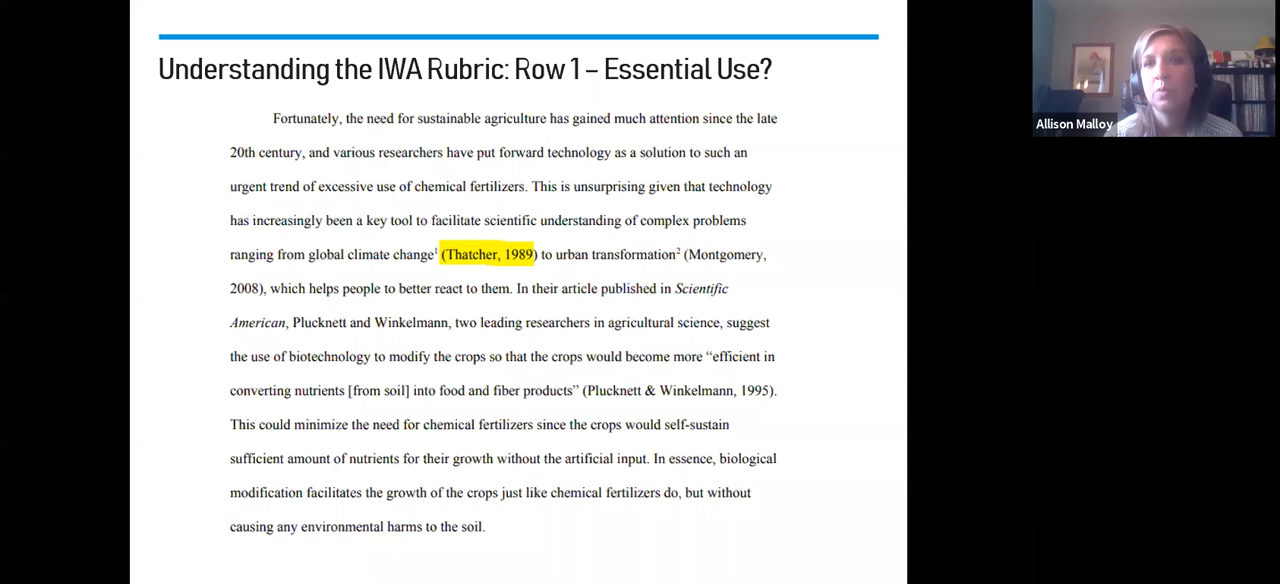 Understanding the IWA Rubric: Row 1 – Essential Use?
Allison Malloy
Fortunately, the need for sustainable agriculture has gained much attention since the late
20th century, and various researchers have put forward technology as a solution to such an
urgent trend of excessive use of chemical fertilizers. This is unsurprising given that technology
has increasingly been a key tool to facilitate scientific understanding of complex problems
ranging from global climate change¹ (Thatcher, 1989) to urban transformation² (Montgomery,
2008), which helps people to better react to them. In their article published in Scientific
American, Plucknett and Winkelmann, two leading researchers in agricultural science, suggest
the use of biotechnology to modify the crops so that the crops would become more “efficient in
converting nutrients [from soil] into food and fiber products” (Plucknett & Winkelmann, 1995).
This could minimize the need for chemical fertilizers since the crops would self-sustain
sufficient amount of nutrients for their growth without the artificial input. In essence, biological
modification facilitates the growth of the crops just like chemical fertilizers do, but without
causing any environmental harms to the soil.